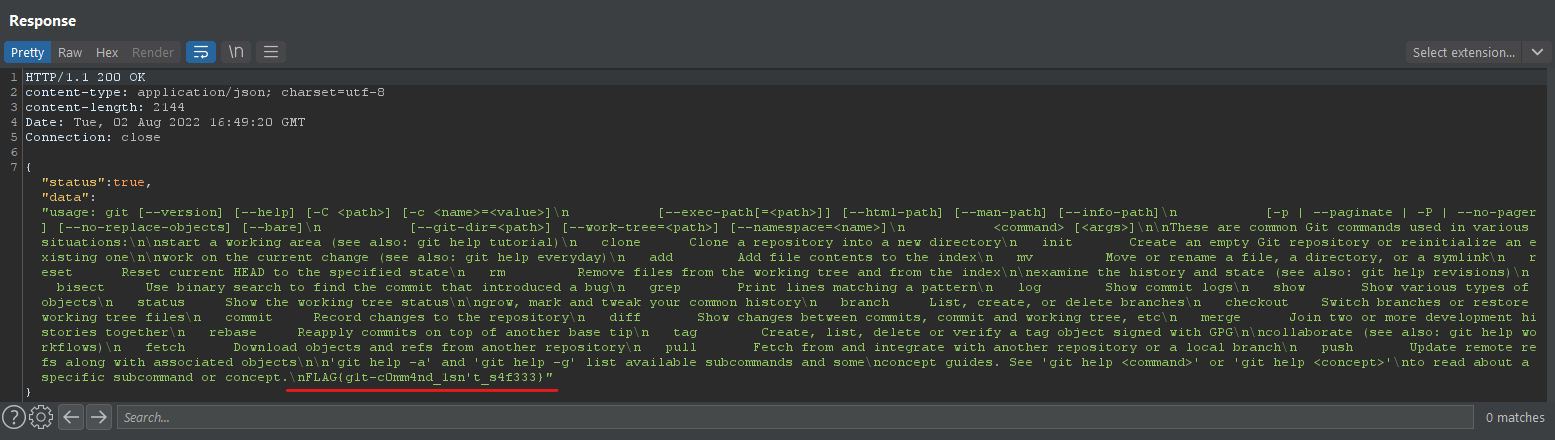 Response
Pretty Raw Hex Render \n Select extension...
1 HTTP/1.1 200 OK
2 content-type: application/json; charset=utf-8
3 content-length: 2144
4 Date: Tue, 02 Aug 2022 16:49:20 GMT
5 Connection: close
6
7 {
"status":true,
"data":
"usage: git [--version] [--help] [-C <path>] [-c <name>=<value>]\n           [--exec-path[=<path>]] [--html-path] [--man-path] [--info-path]\n           [-p | --paginate | -P | --no-pager
] [--no-replace-objects] [--bare]\n           [--git-dir=<path>] [--work-tree=<path>] [--namespace=<name>]\n           <command> [<args>]\n\nThese are common Git commands used in various
situations:\n\nstart a working area (see also: git help tutorial)\n   clone      Clone a repository into a new directory\n   init       Create an empty Git repository or reinitialize an e
xisting one\n\nwork on the current change (see also: git help everyday)\n   add        Add file contents to the index\n   mv         Move or rename a file, a directory, or a symlink\n   r
eset      Reset current HEAD to the specified state\n   rm         Remove files from the working tree and from the index\n\nexamine the history and state (see also: git help revisions)\n
bisect     Use binary search to find the commit that introduced a bug\n   grep       Print lines matching a pattern\n   log        Show commit logs\n   show       Show various types of
objects\n   status     Show the working tree status\n\ngrow, mark and tweak your common history\n   branch     List, create, or delete branches\n   checkout   Switch branches or restore
working tree files\n   commit     Record changes to the repository\n   diff       Show changes between commits, commit and working tree, etc\n   merge      Join two or more development hi
stories together\n   rebase     Reapply commits on top of another base tip\n   tag        Create, list, delete or verify a tag object signed with GPG\n\ncollaborate (see also: git help wo
rkflows)\n   fetch      Download objects and refs from another repository\n   pull       Fetch from and integrate with another repository or a local branch\n   push       Update remote re
fs along with associated objects\n\n'git help -a' and 'git help -g' list available subcommands and some\nconcept guides. See 'git help <command>' or 'git help <concept>'\nto read about a
specific subcommand or concept.\nFLAG{g1t-c0mm4nd_1sn't_s4f333}"
}
Search... 0 matches